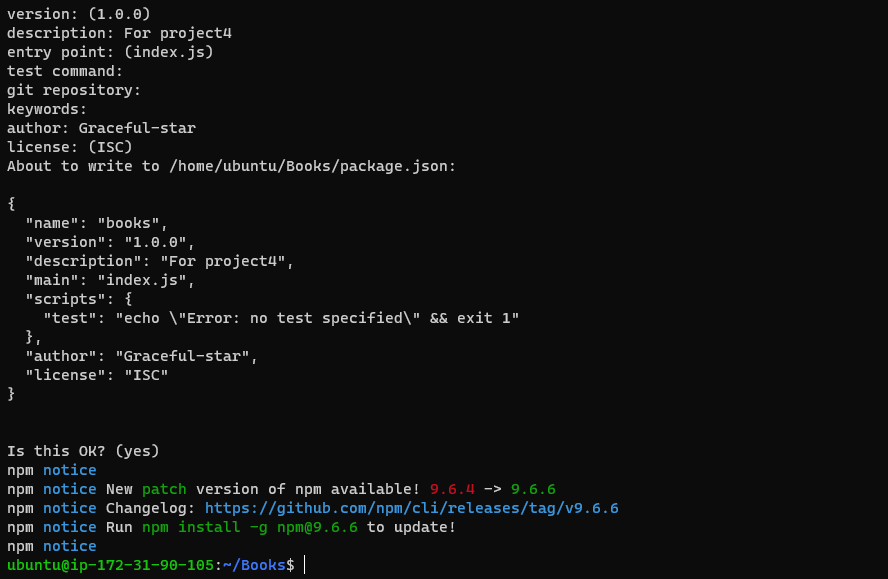 version: (1.0.0)
description: For project4
entry point: (index.js)
test command:
git repository:
keywords:
author: Graceful-star
license: (ISC)
About to write to /home/ubuntu/Books/package.json:

{
  "name": "books",
  "version": "1.0.0",
  "description": "For project4",
  "main": "index.js",
  "scripts": {
    "test": "echo \"Error: no test specified\" && exit 1"
  },
  "author": "Graceful-star",
  "license": "ISC"
}

Is this OK? (yes)
npm notice
npm notice New patch version of npm available! 9.6.4 -> 9.6.6
npm notice Changelog: https://github.com/npm/cli/releases/tag/v9.6.6
npm notice Run npm install -g npm@9.6.6 to update!
npm notice
ubuntu@ip-172-31-90-105:~/Books$